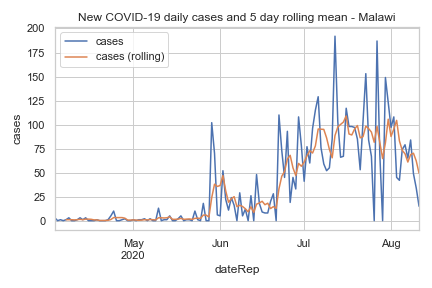 New COVID-19 daily cases and 5 day rolling mean - Malawi
cases
cases (rolling)
200
175
150
125
100
75
50
25
0
cases
May
2020
Jun
Jul
Aug
dateRep